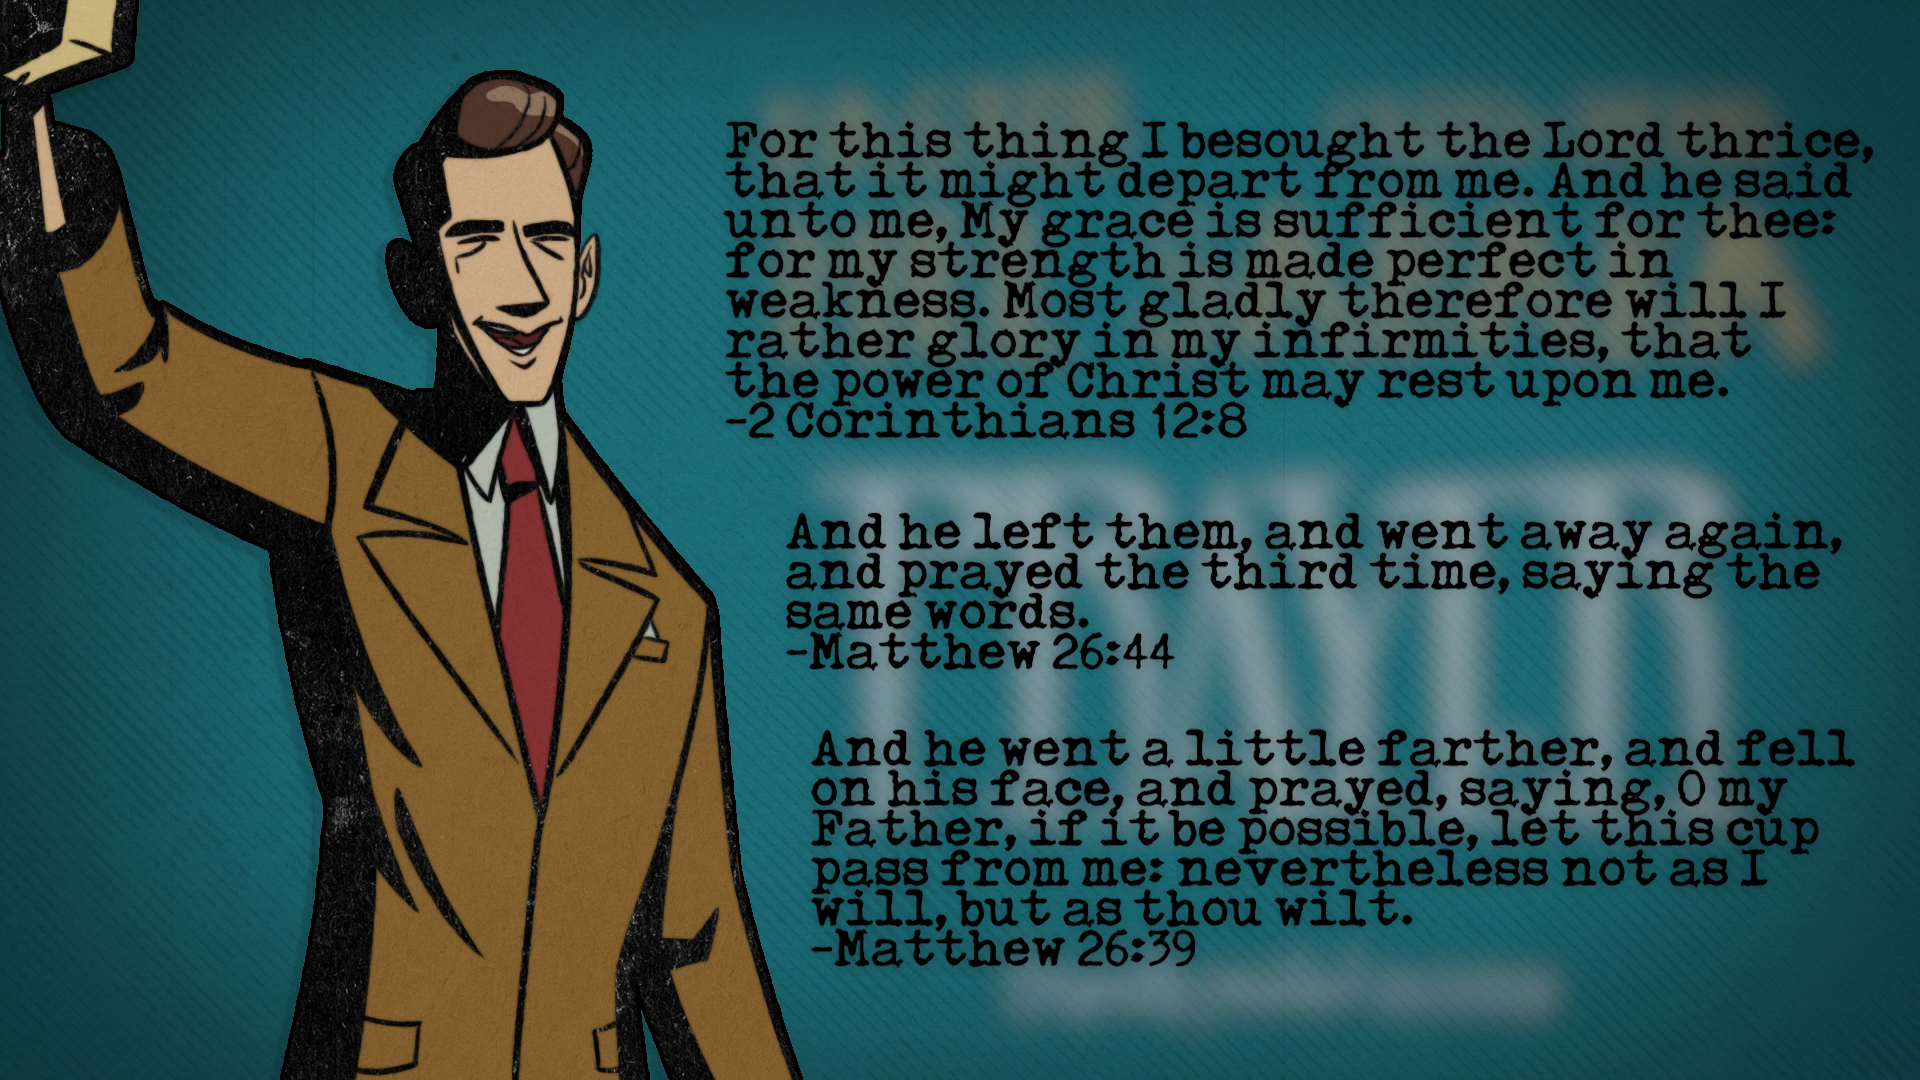 For this thing I besought the Lord thrice,
that it might depart from me. And he said
unto me, My grace is sufficient for thee:
for my strength is made perfect in
weakness. Most gladly therefore will I
rather glory in my infirmities, that
the power of Christ may rest upon me.
-2 Corinthians 12:8
And he left them, and went away again,
and prayed the third time, saying the
same words.
-Matthew 26:44
And he went a little farther, and fell
on his face, and prayed, saying, O my
Father, if it be possible, let this cup
pass from me: nevertheless not as I
will, but as thou wilt.
-Matthew 26:39